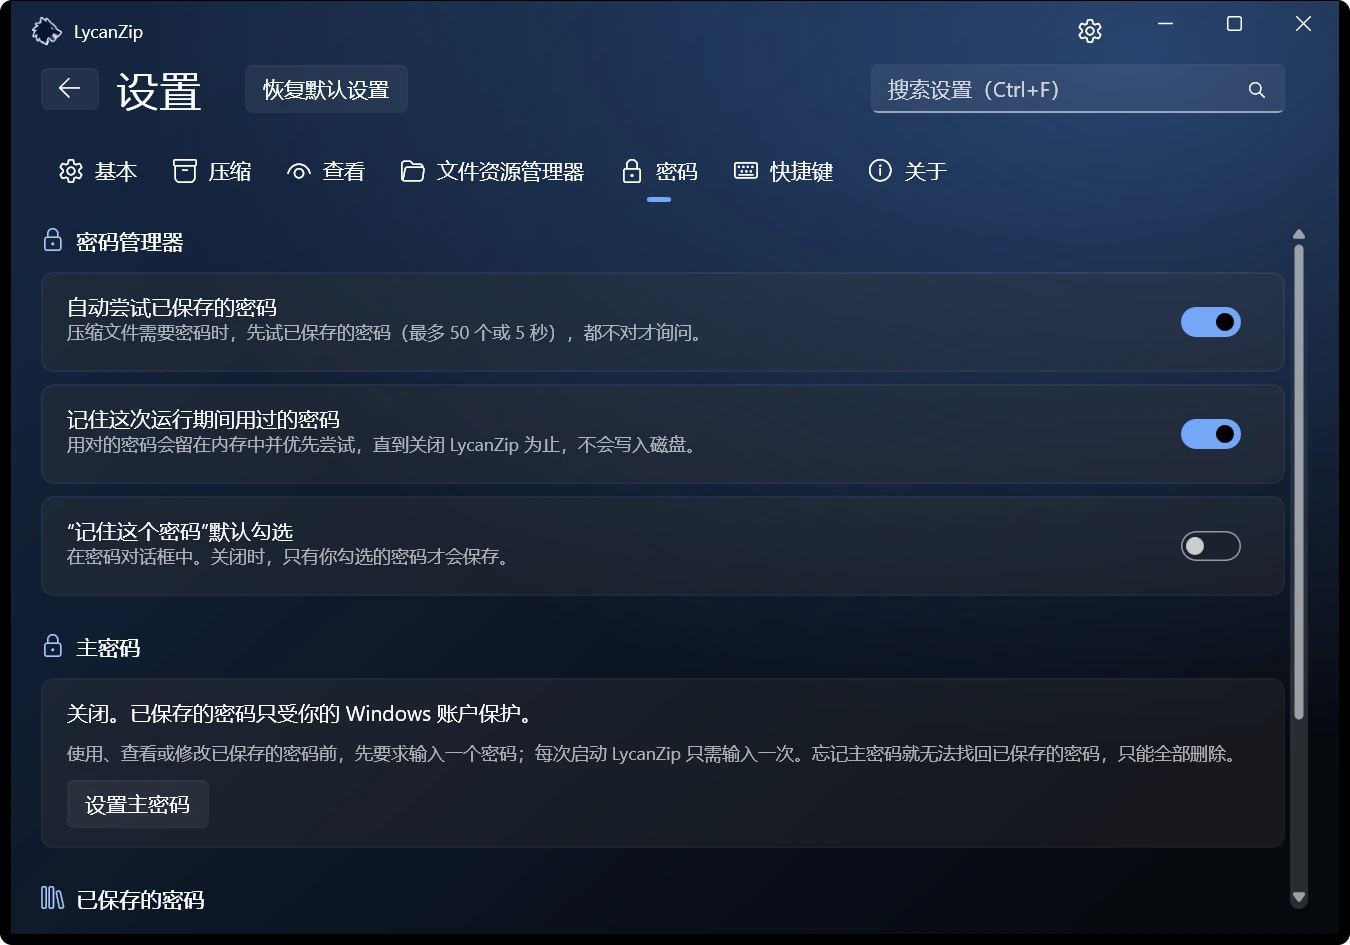 LycanZip
设置
恢复默认设置
搜索设置（Ctrl+F）
基本
压缩
查看
文件资源管理器
密码
快捷键
关于
密码管理器
自动尝试已保存的密码
压缩文件需要密码时，先试已保存的密码（最多 50 个或 5 秒），都不对才询问。
记住这次运行期间用过的密码
用对的密码会留在内存中并优先尝试，直到关闭 LycanZip 为止，不会写入磁盘。
“记住这个密码”默认勾选
在密码对话框中。关闭时，只有你勾选的密码才会保存。
主密码
关闭。已保存的密码只受你的 Windows 账户保护。
使用、查看或修改已保存的密码前，先要求输入一个密码；每次启动 LycanZip 只需输入一次。忘记主密码就无法找回已保存的密码，只能全部删除。
设置主密码
已保存的密码